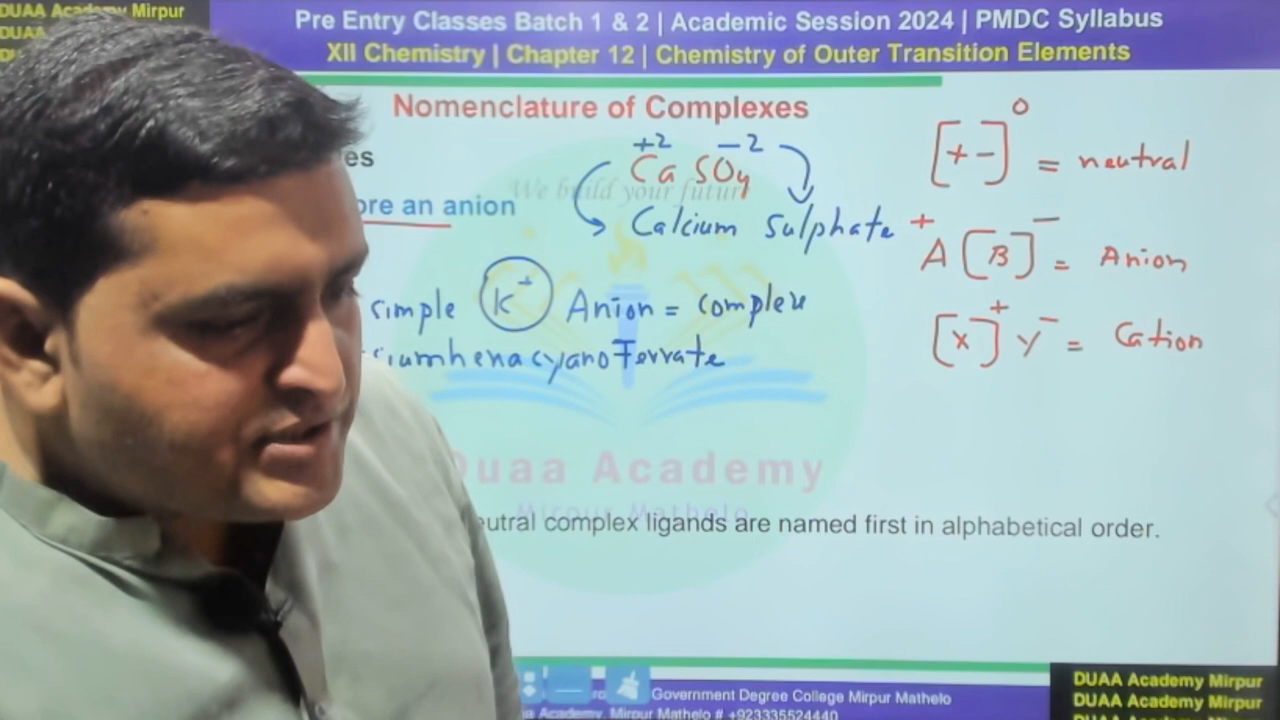 DUAA Academy Mirpur
DUAA
Pre Entry Classes Batch 1 & 2 | Academic Session 2024 | PMDC Syllabus
XII Chemistry | Chapter 12 | Chemistry of Outer Transition Elements
Nomenclature of Complexes
es
ore an anion
We build your future
+2 -2
Ca SO4
Calcium sulphate
[+-]⁰ = neutral
⁺A[B]⁻ = Anion
[X]⁺Y⁻ = Cation
simple K⁺ Anion = complex
iumhexacyanoferrate
Duaa Academy
Mirpur Mathelo
eutral complex ligands are named first in alphabetical order.
Government Degree College Mirpur Mathelo
a Academy, Mirpur Mathelo # +923335524440
DUAA Academy Mirpur
DUAA Academy Mirpur